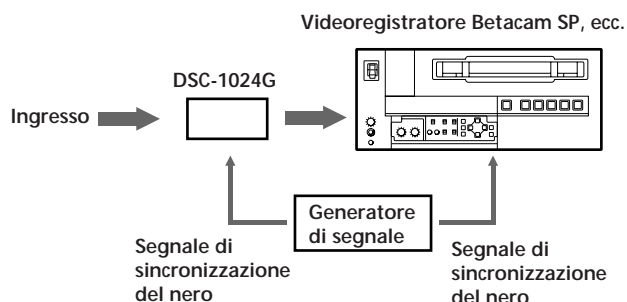 Videoregistratore Betacam SP, ecc.
DSC-1024G
Ingresso
Generatore
di segnale
Segnale di
sincronizzazione
del nero
Segnale di
sincronizzazione
del nero